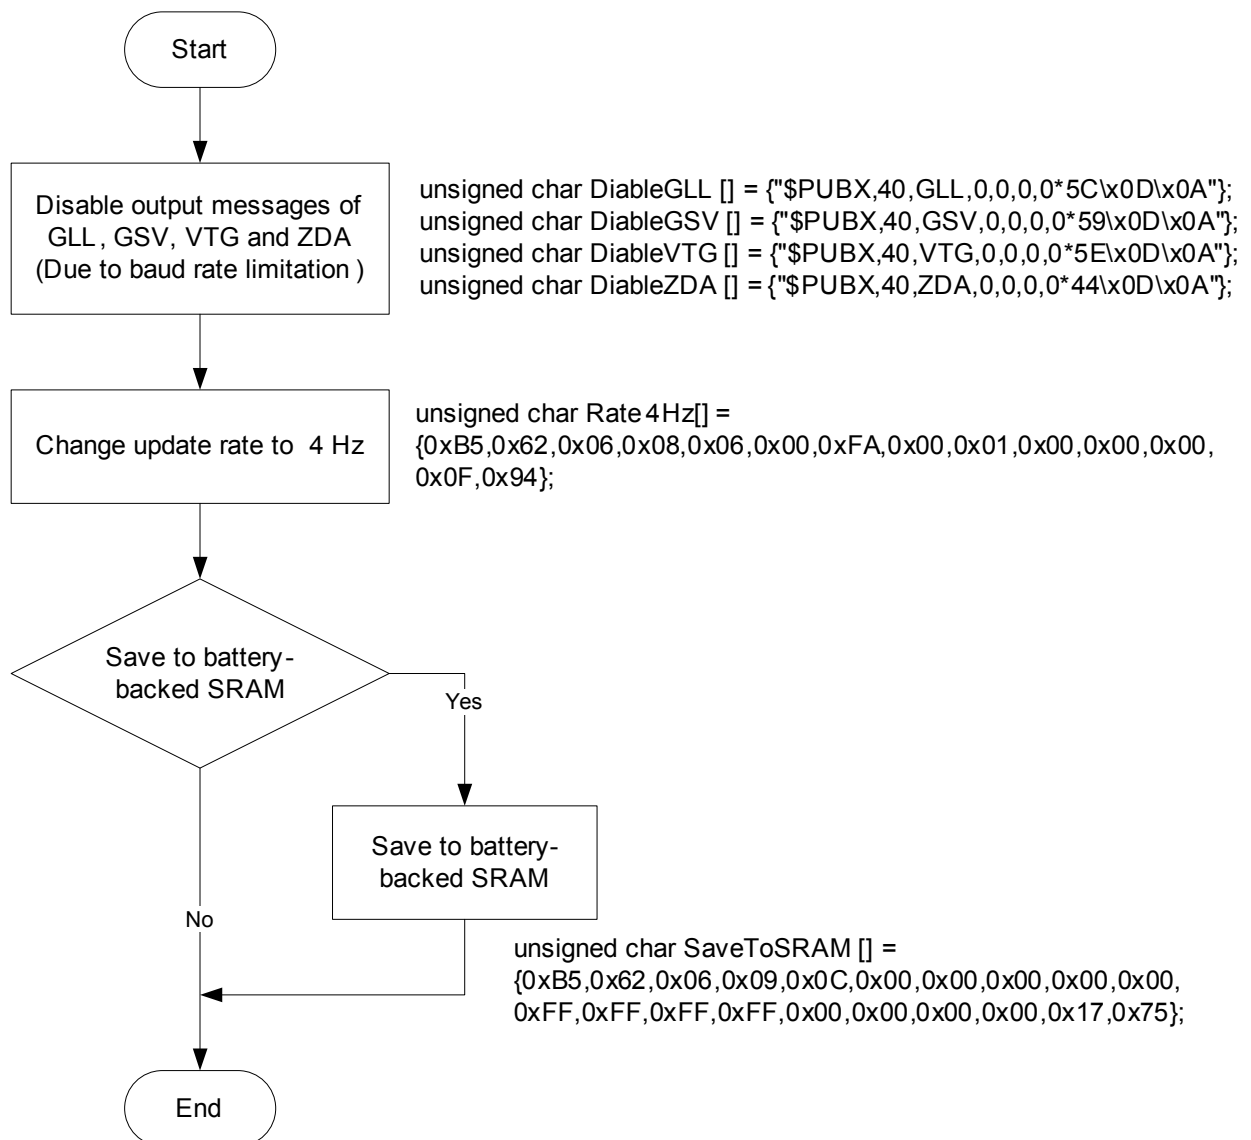 Start
Disable output messages of
GLL, GSV, VTG and ZDA
(Due to baud rate limitation )
unsigned char DiableGLL [] = {"$PUBX,40,GLL,0,0,0,0*5C\x0D\x0A"};
unsigned char DiableGSV [] = {"$PUBX,40,GSV,0,0,0,0*59\x0D\x0A"};
unsigned char DiableVTG [] = {"$PUBX,40,VTG,0,0,0,0*5E\x0D\x0A"};
unsigned char DiableZDA [] = {"$PUBX,40,ZDA,0,0,0,0*44\x0D\x0A"};
Change update rate to 4 Hz
unsigned char Rate4Hz[] =
{0xB5,0x62,0x06,0x08,0x06,0x00,0xFA,0x00,0x01,0x00,0x00,0x00,
0x0F,0x94};
Save to battery-
backed SRAM
Yes
Save to battery-
backed SRAM
No
unsigned char SaveToSRAM [] =
{0xB5,0x62,0x06,0x09,0x0C,0x00,0x00,0x00,0x00,0x00,
0xFF,0xFF,0xFF,0xFF,0x00,0x00,0x00,0x00,0x17,0x75};
End